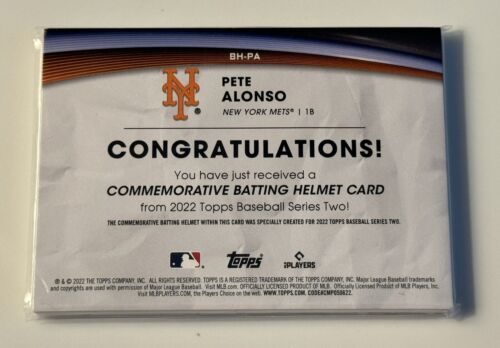 BH-PA
NY
PETE
ALONSO
®
NEW YORK METS® | 1B
CONGRATULATIONS!
You have just received a
COMMEMORATIVE BATTING HELMET CARD
from 2022 Topps Baseball Series Two!
THE COMMEMORATIVE BATTING HELMET WITHIN THIS CARD WAS SPECIALLY CREATED FOR 2022 TOPPS BASEBALL SERIES TWO.
topps PLAYERS
® & © 2022 THE TOPPS COMPANY, INC. ALL RIGHTS RESERVED. TOPPS IS A REGISTERED TRADEMARK OF THE TOPPS COMPANY, INC. Major League Baseball trademarks
and copyrights are used with permission of Major League Baseball. Visit MLB.com. OFFICIALLY LICENSED PRODUCT OF MLB. Officially Licensed Product of MLB Players, Inc.
Visit MLBPLAYERS.com, the Players Choice on the web. WWW.TOPPS.COM. CODE#CMP050622.